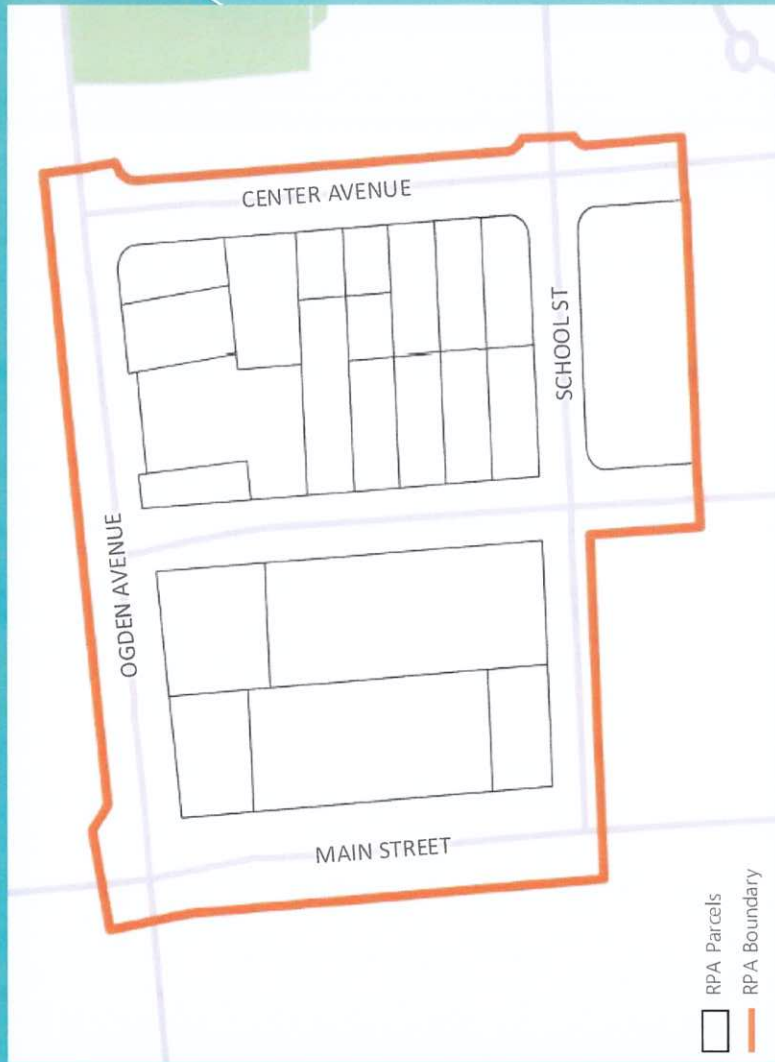 CENTER AVENUE
OGDEN AVENUE
SCHOOL ST
MAIN STREET
RPA Parcels
RPA Boundary